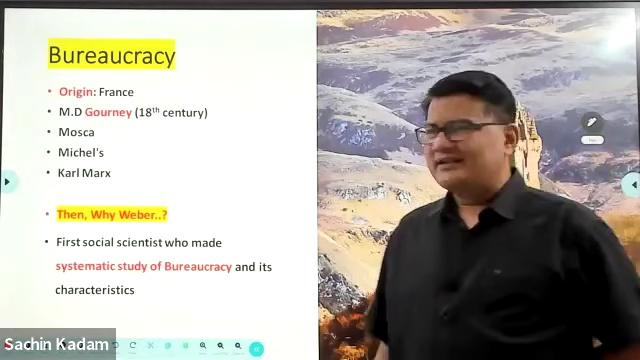 Bureaucracy
• Origin: France
• M.D Gourney (18th century)
• Mosca
• Michel's
• Karl Marx
• Then, Why Weber..?
• First social scientist who made
systematic study of Bureaucracy and its
characteristics
Sachin Kadam